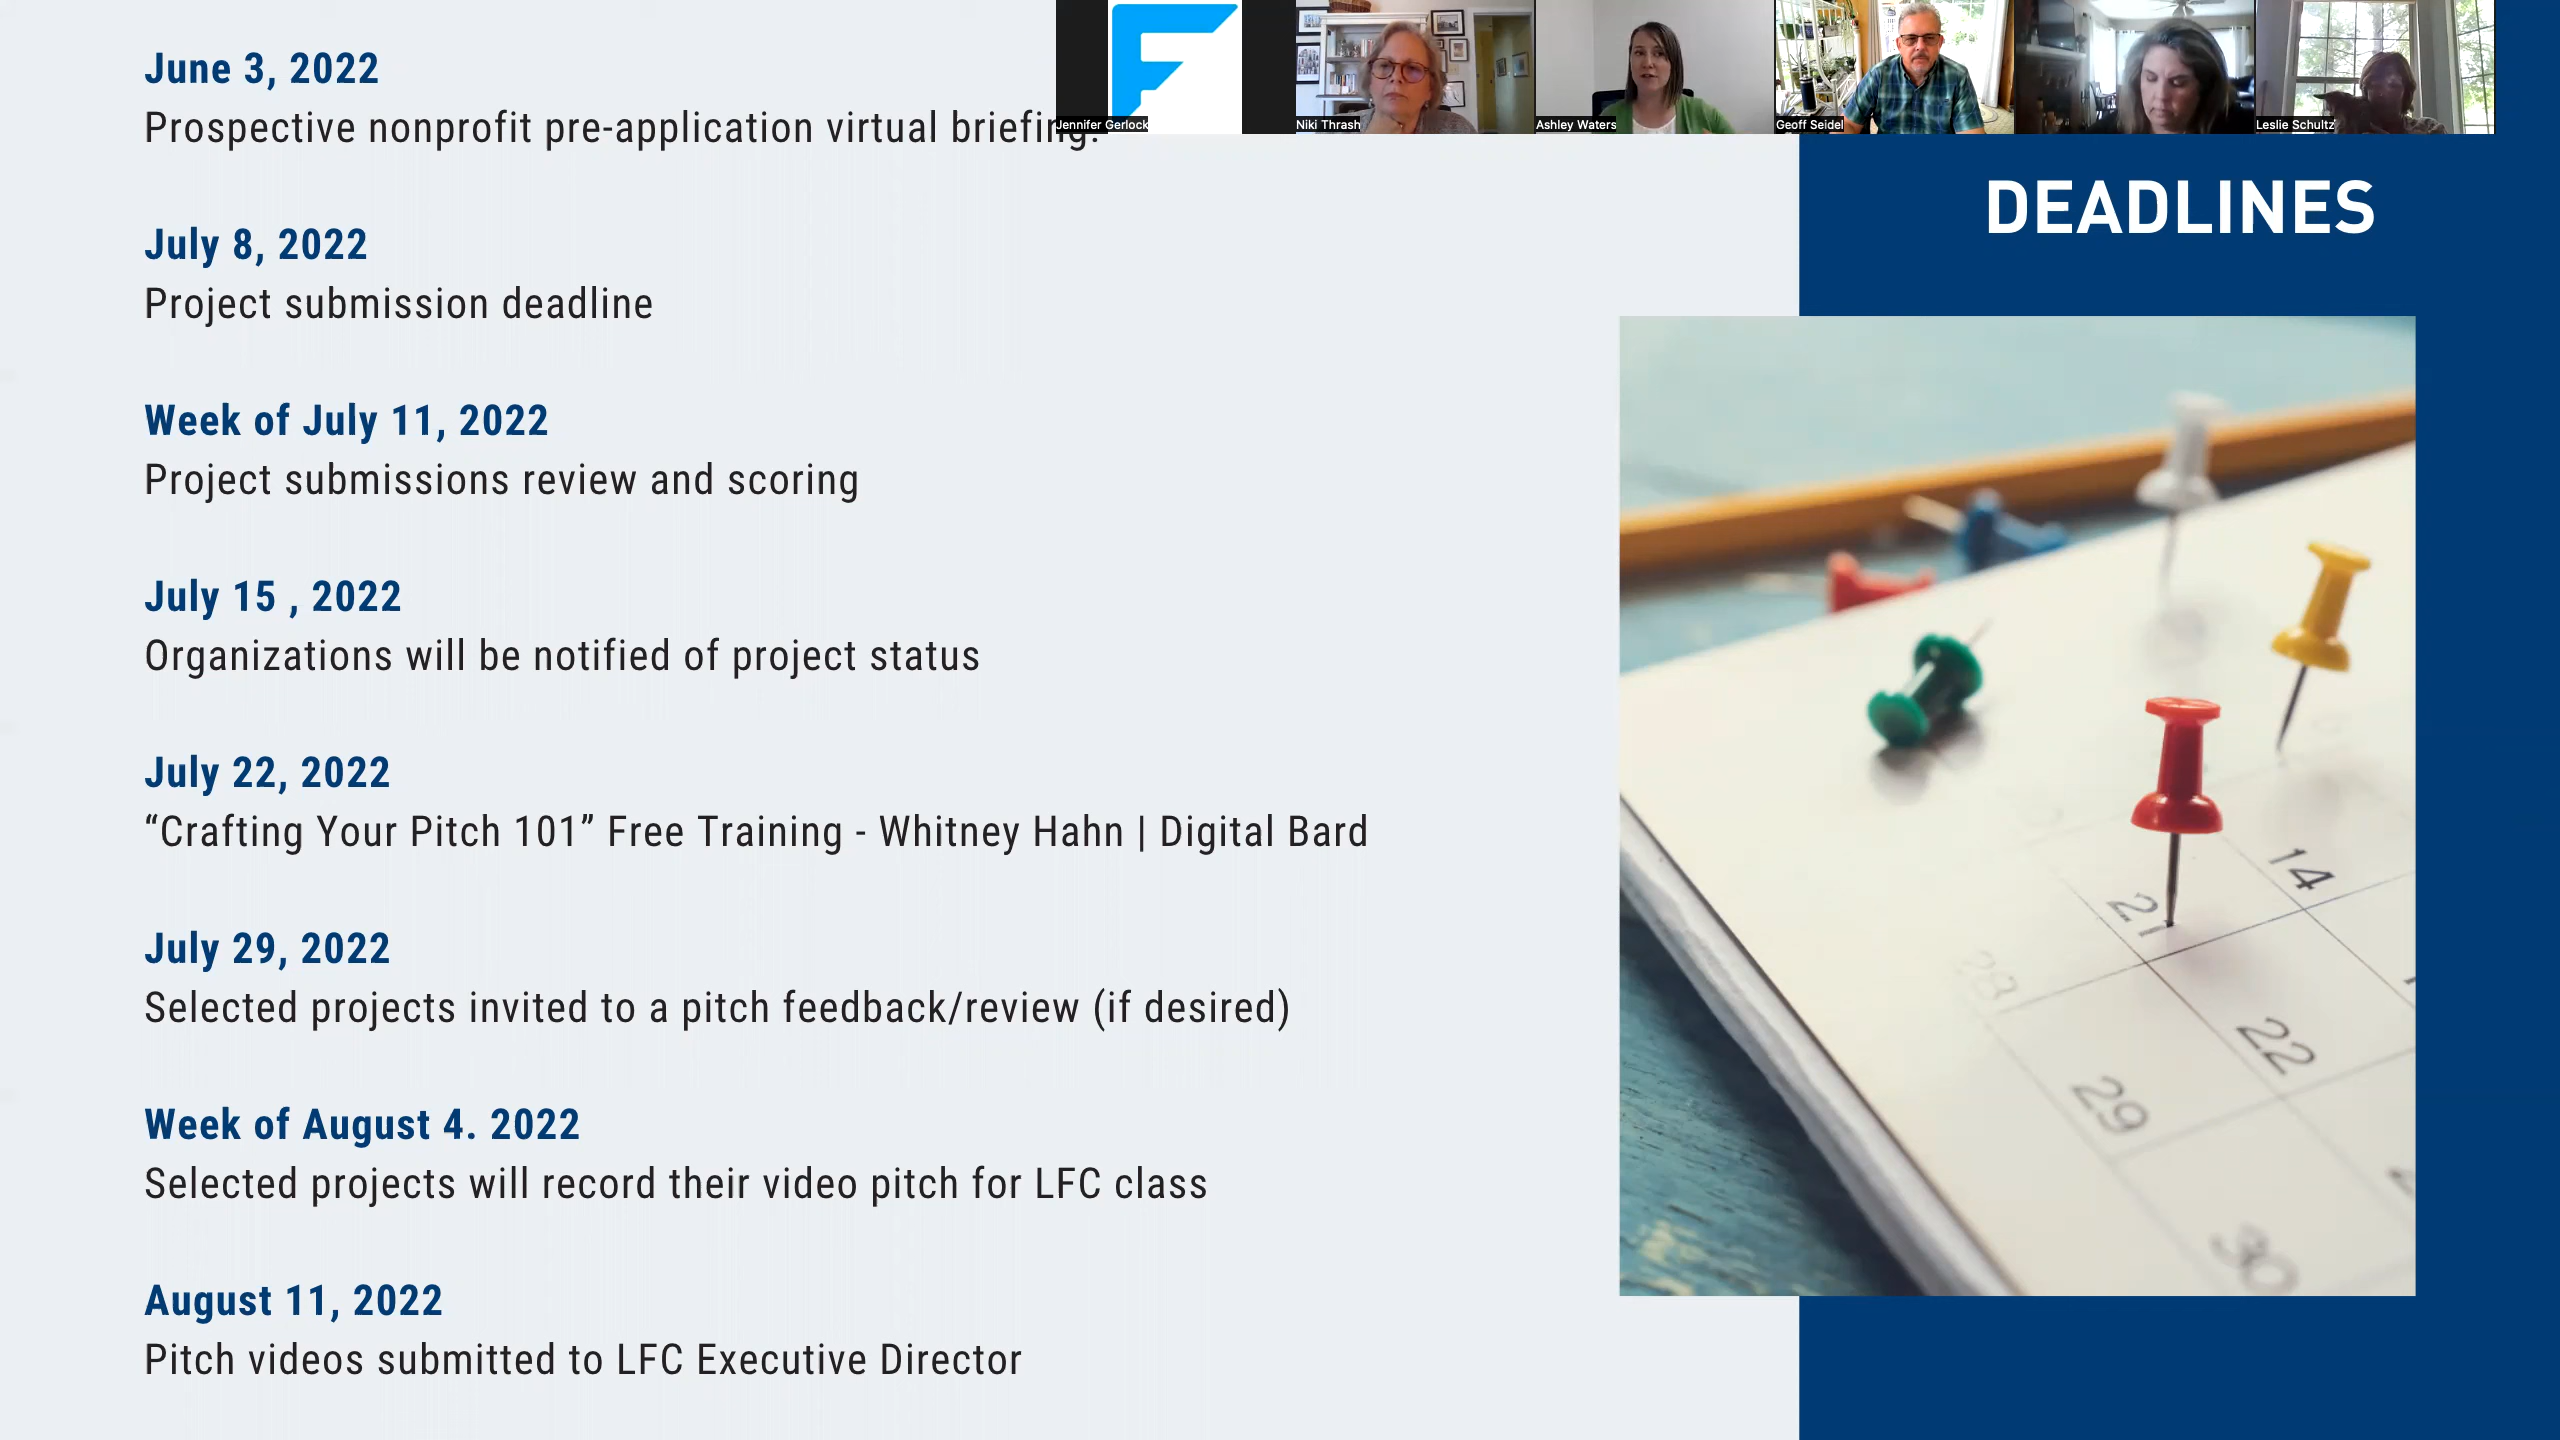 June 3, 2022
Prospective nonprofit pre-application virtual briefing.
July 8, 2022
Project submission deadline
Week of July 11, 2022
Project submissions review and scoring
July 15 , 2022
Organizations will be notified of project status
July 22, 2022
“Crafting Your Pitch 101” Free Training - Whitney Hahn | Digital Bard
July 29, 2022
Selected projects invited to a pitch feedback/review (if desired)
Week of August 4. 2022
Selected projects will record their video pitch for LFC class
August 11, 2022
Pitch videos submitted to LFC Executive Director
Jennifer Gerlock
Niki Thrash
Ashley Waters
Geoff Seidel
Leslie Schultz
DEADLINES
14
21
28
22
29
30